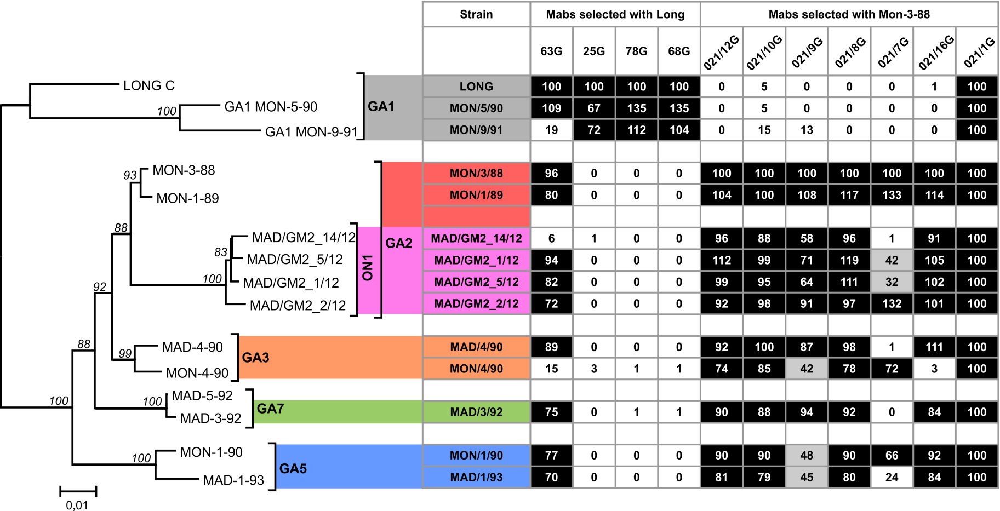 Strain Mabs selected with Long Mabs selected with Mon-3-88
63G 25G 78G 68G 021/12G 021/10G 021/9G 021/8G 021/7G 021/16G 021/1G
LONG C LONG 100 100 100 100 0 5 0 0 0 1 100
100 GA1 MON-5-90 GA1 MON/5/90 109 67 135 135 0 5 0 0 0 0 100
GA1 MON-9-91 MON/9/91 19 72 112 104 0 15 13 0 0 0 100
93 MON-3-88 MON/3/88 96 0 0 0 100 100 100 100 100 100 100
MON-1-89 MON/1/89 80 0 0 0 104 100 108 117 133 114 100
88 MAD/GM2_14/12 GA2 MAD/GM2_14/12 6 1 0 0 96 88 58 96 1 91 100
83 MAD/GM2_5/12 ON1 MAD/GM2_1/12 94 0 0 0 112 99 71 119 42 105 100
92 100 MAD/GM2_1/12 MAD/GM2_5/12 82 0 0 0 99 95 64 111 32 102 100
MAD/GM2_2/12 MAD/GM2_2/12 72 0 0 0 92 98 91 97 132 101 100
88 99 MAD-4-90 GA3 MAD/4/90 89 0 0 0 92 100 87 98 1 111 100
MON-4-90 MON/4/90 15 3 1 1 74 85 42 78 72 3 100
MAD-5-92
100 100 MAD-3-92 GA7 MAD/3/92 75 0 1 1 90 88 94 92 0 84 100
100 MON-1-90 GA5 MON/1/90 77 0 0 0 90 90 48 90 66 92 100
MAD-1-93 MAD/1/93 70 0 0 0 81 79 45 80 24 84 100
0,01